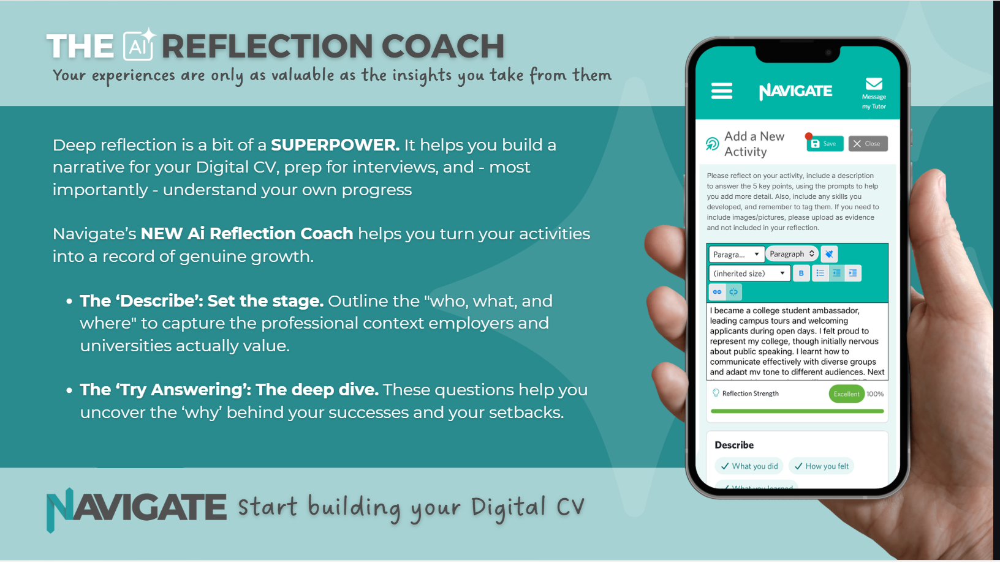 THE AI REFLECTION COACH
Your experiences are only as valuable as the insights you take from them
Deep reflection is a bit of a SUPERPOWER. It helps you build a
narrative for your Digital CV, prep for interviews, and - most
importantly - understand your own progress
Navigate’s NEW Ai Reflection Coach helps you turn your activities
into a record of genuine growth.
• The ‘Describe’: Set the stage. Outline the "who, what, and
where" to capture the professional context employers and
universities actually value.
• The ‘Try Answering’: The deep dive. These questions help you
uncover the ‘why’ behind your successes and your setbacks.
NAVIGATE Start building your Digital CV
NAVIGATE
Message
my Tutor
Add a New
Activity
Save
Close
Please reflect on your activity, include a description
to answer the 5 key points, using the prompts to help
you add more detail. Also, include any skills you
developed, and remember to tag them. If you need to
include images/pictures, please upload as evidence
and not included in your reflection.
Paragra...
Paragraph
(inherited size)
B
I became a college student ambassador,
leading campus tours and welcoming
applicants during open days. I felt proud to
represent my college, though initially nervous
about public speaking. I learnt how to
communicate effectively with diverse groups
and adapt my tone to different audiences. Next
Reflection Strength
Excellent 100%
Describe
What you did
How you felt
What you learned